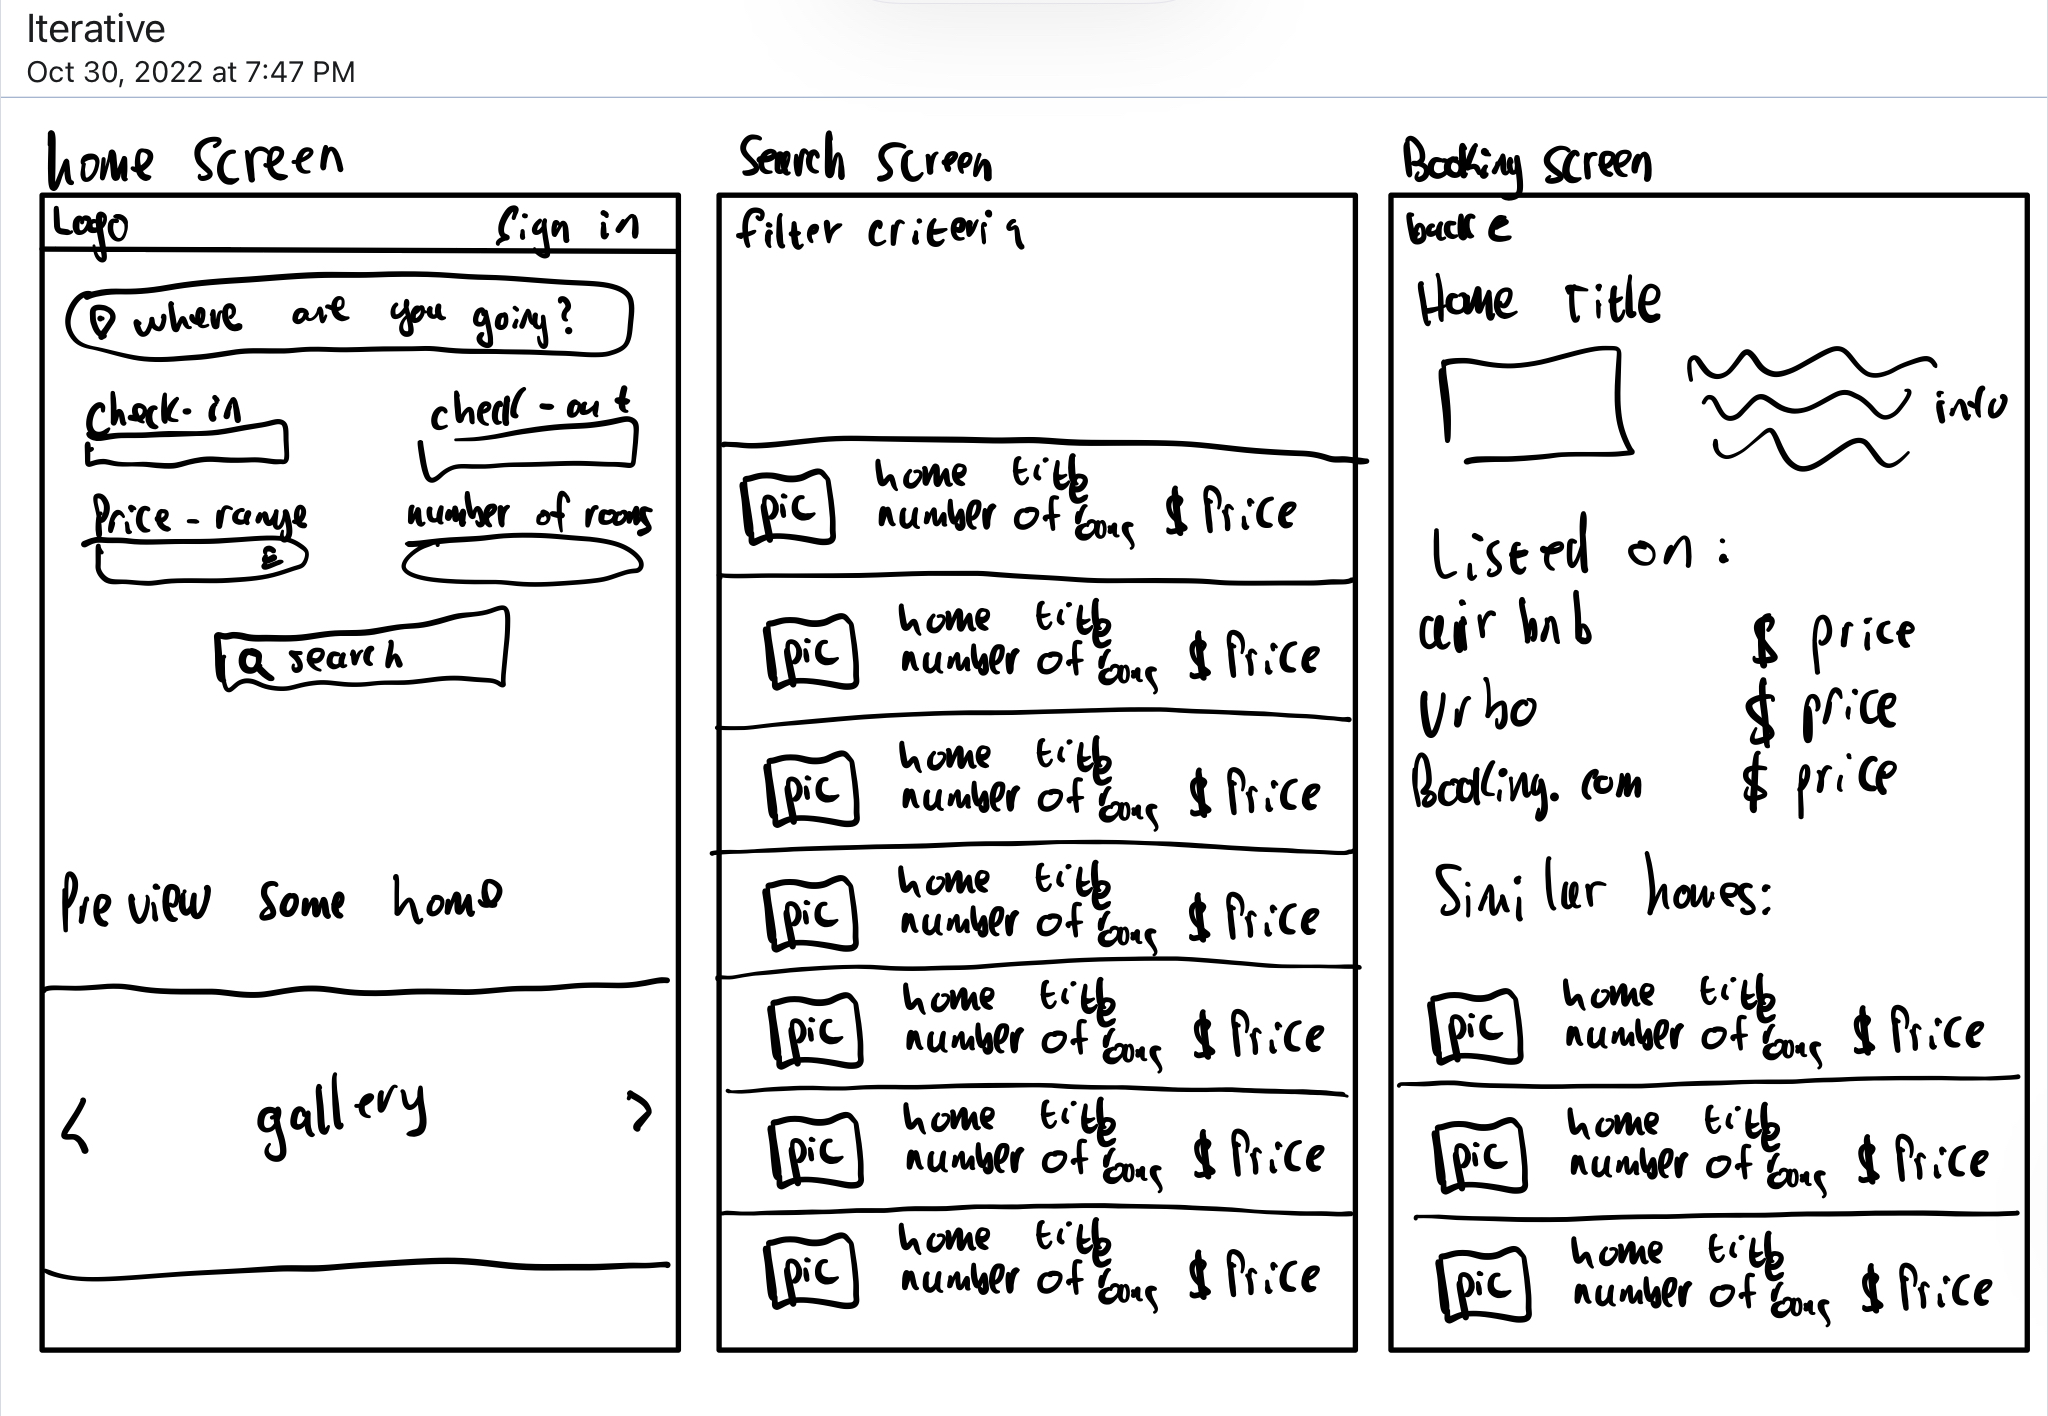 Iterative
Oct 30, 2022 at 7:47 PM
home screen
Logo
Sign in
where are you going?
check-in
check-out
Price-range
number of rooms
search
Preview some home
< gallery >
Search screen
filter criteria
pic
home title
number of rooms
$ Price
pic
home title
number of rooms
$ Price
pic
home title
number of rooms
$ Price
pic
home title
number of rooms
$ Price
pic
home title
number of rooms
$ Price
pic
home title
number of rooms
$ Price
pic
home title
number of rooms
$ Price
Booking screen
back
Home Title
info
Listed on:
air bnb $ price
Vrbo $ price
Booking.com $ price
Similar homes:
pic
home title
number of rooms
$ Price
pic
home title
number of rooms
$ Price
pic
home title
number of rooms
$ Price